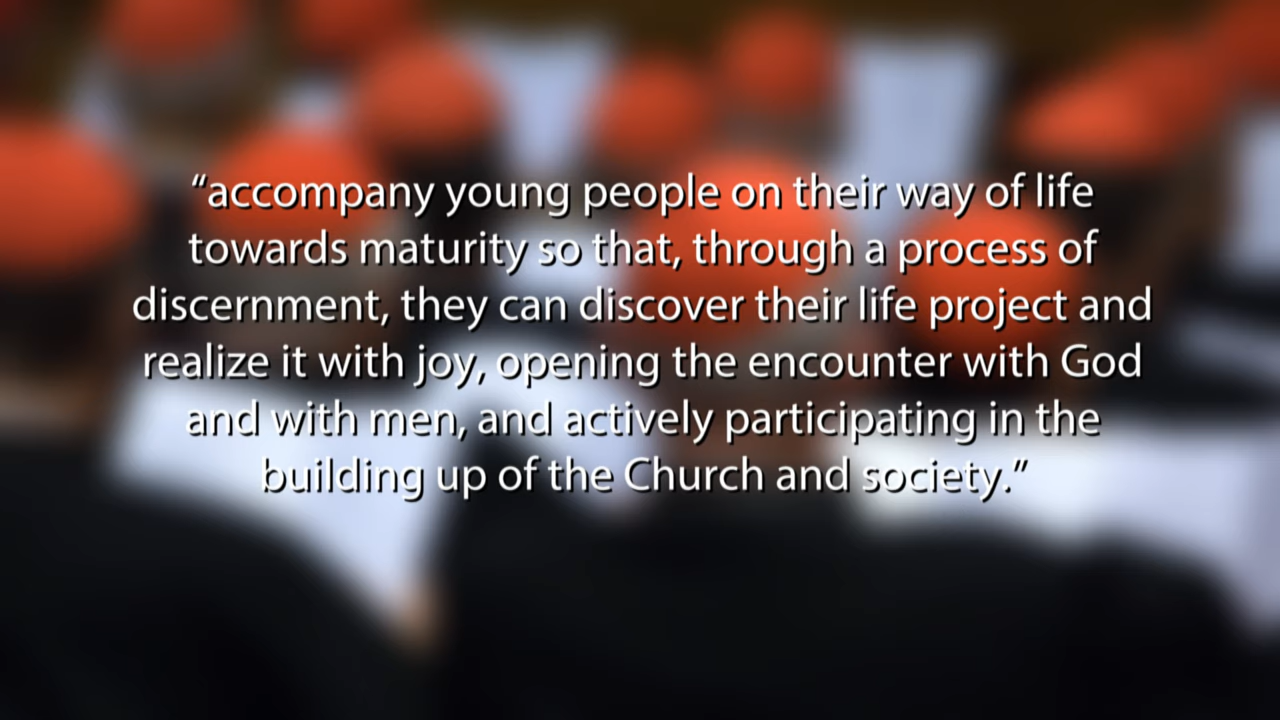 “accompany young people on their way of life
towards maturity so that, through a process of
discernment, they can discover their life project and
realize it with joy, opening the encounter with God
and with men, and actively participating in the
building up of the Church and society.”